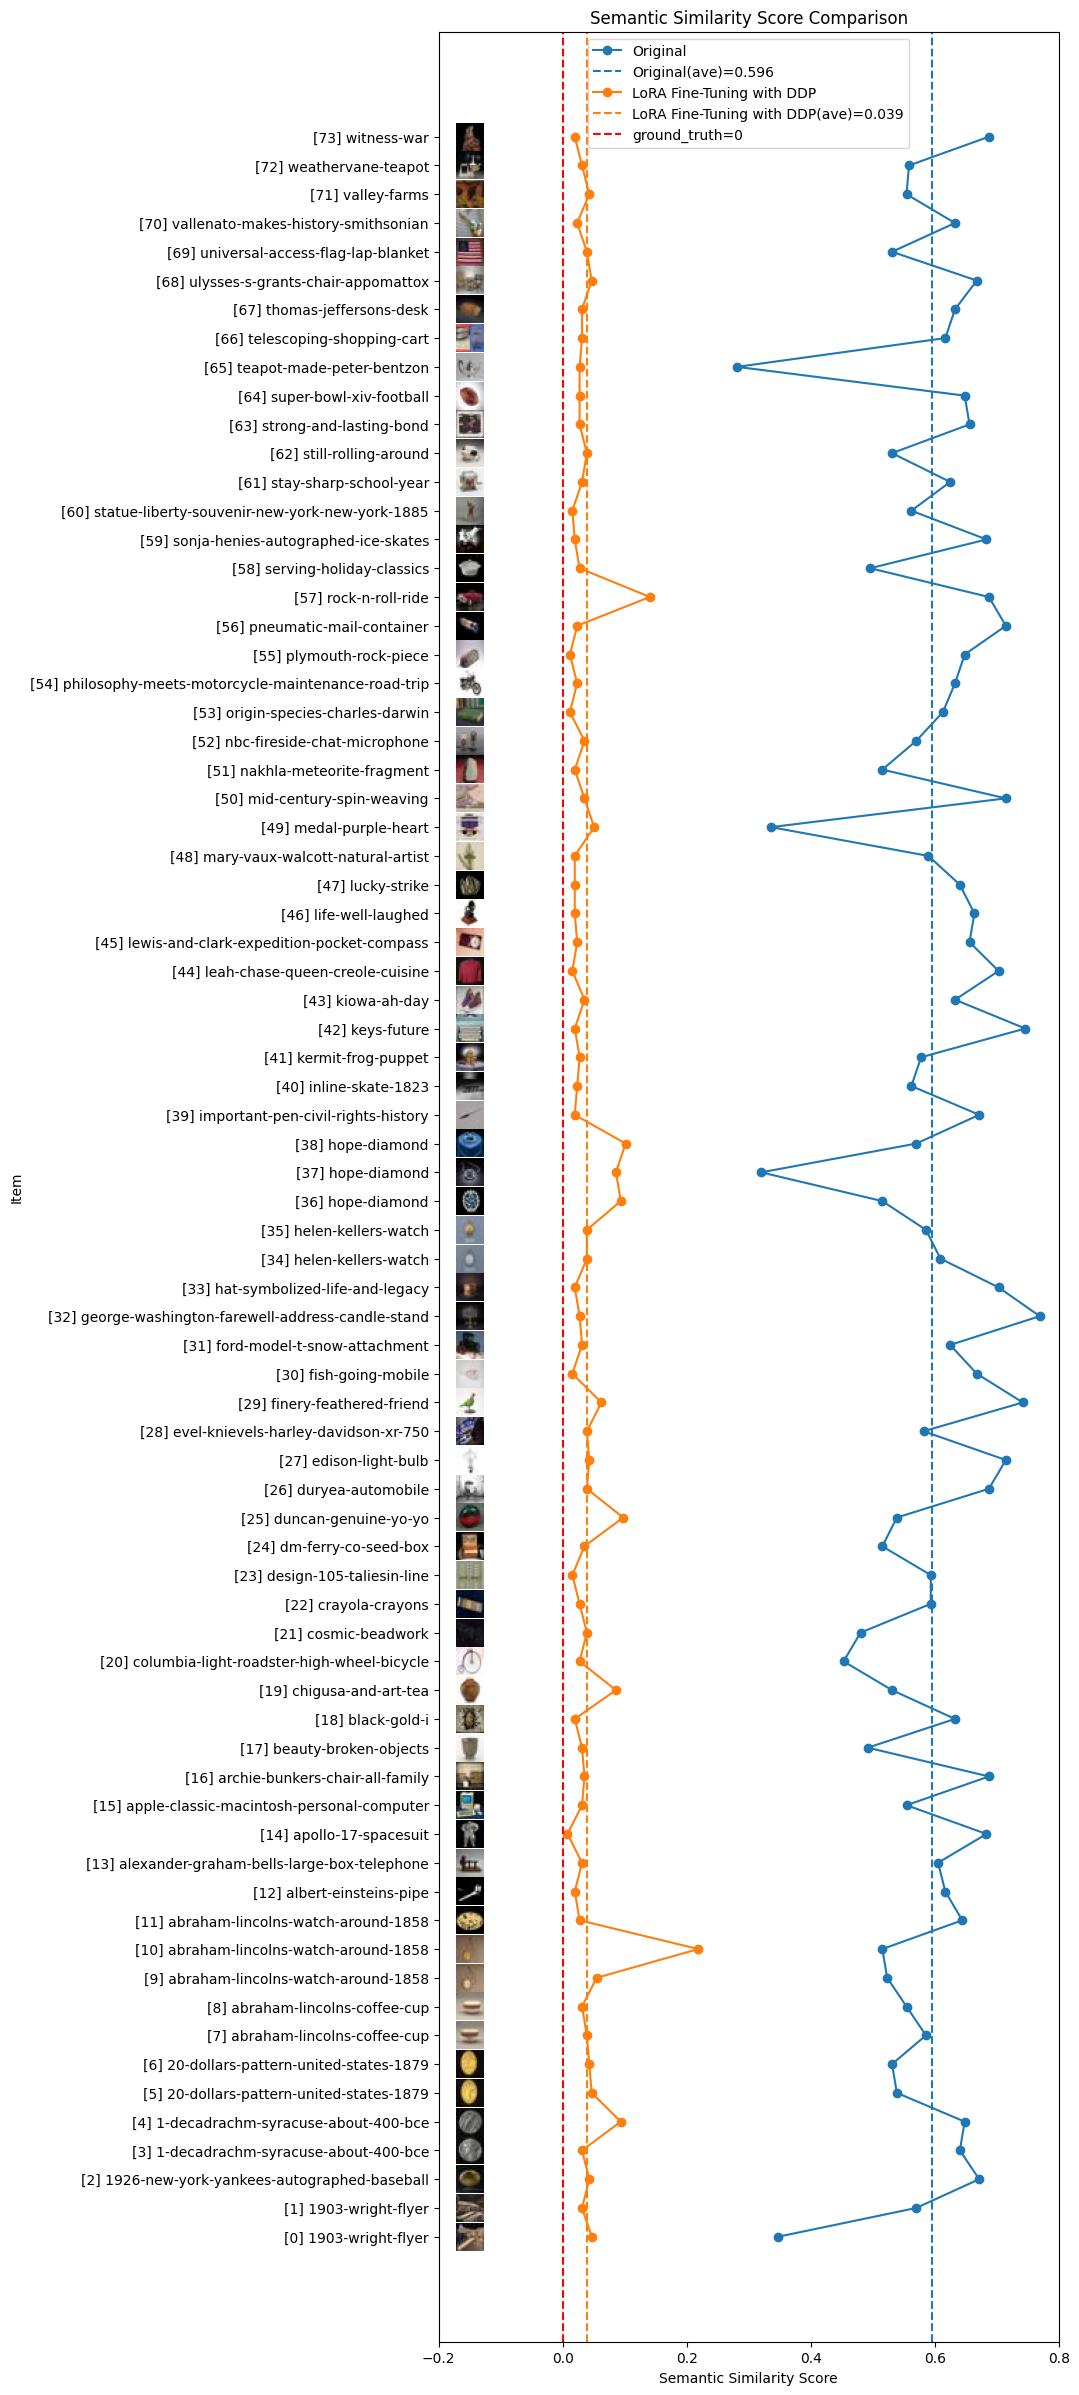 Semantic Similarity Score Comparison
Original
Original(ave)=0.596
LoRA Fine-Tuning with DDP
LoRA Fine-Tuning with DDP(ave)=0.039
ground_truth=0
[73] witness-war
[72] weathervane-teapot
[71] valley-farms
[70] vallenato-makes-history-smithsonian
[69] universal-access-flag-lap-blanket
[68] ulysses-s-grants-chair-appomattox
[67] thomas-jeffersons-desk
[66] telescoping-shopping-cart
[65] teapot-made-peter-bentzon
[64] super-bowl-xiv-football
[63] strong-and-lasting-bond
[62] still-rolling-around
[61] stay-sharp-school-year
[60] statue-liberty-souvenir-new-york-new-york-1885
[59] sonja-henies-autographed-ice-skates
[58] serving-holiday-classics
[57] rock-n-roll-ride
[56] pneumatic-mail-container
[55] plymouth-rock-piece
[54] philosophy-meets-motorcycle-maintenance-road-trip
[53] origin-species-charles-darwin
[52] nbc-fireside-chat-microphone
[51] nakhla-meteorite-fragment
[50] mid-century-spin-weaving
[49] medal-purple-heart
[48] mary-vaux-walcott-natural-artist
[47] lucky-strike
[46] life-well-laughed
[45] lewis-and-clark-expedition-pocket-compass
[44] leah-chase-queen-creole-cuisine
[43] kiowa-ah-day
[42] keys-future
[41] kermit-frog-puppet
[40] inline-skate-1823
[39] important-pen-civil-rights-history
[38] hope-diamond
[37] hope-diamond
[36] hope-diamond
[35] helen-kellers-watch
[34] helen-kellers-watch
[33] hat-symbolized-life-and-legacy
[32] george-washington-farewell-address-candle-stand
[31] ford-model-t-snow-attachment
[30] fish-going-mobile
[29] finery-feathered-friend
[28] evel-knievels-harley-davidson-xr-750
[27] edison-light-bulb
[26] duryea-automobile
[25] duncan-genuine-yo-yo
[24] dm-ferry-co-seed-box
[23] design-105-taliesin-line
[22] crayola-crayons
[21] cosmic-beadwork
[20] columbia-light-roadster-high-wheel-bicycle
[19] chigusa-and-art-tea
[18] black-gold-i
[17] beauty-broken-objects
[16] archie-bunkers-chair-all-family
[15] apple-classic-macintosh-personal-computer
[14] apollo-17-spacesuit
[13] alexander-graham-bells-large-box-telephone
[12] albert-einsteins-pipe
[11] abraham-lincolns-watch-around-1858
[10] abraham-lincolns-watch-around-1858
[9] abraham-lincolns-watch-around-1858
[8] abraham-lincolns-coffee-cup
[7] abraham-lincolns-coffee-cup
[6] 20-dollars-pattern-united-states-1879
[5] 20-dollars-pattern-united-states-1879
[4] 1-decadrachm-syracuse-about-400-bce
[3] 1-decadrachm-syracuse-about-400-bce
[2] 1926-new-york-yankees-autographed-baseball
[1] 1903-wright-flyer
[0] 1903-wright-flyer
Item
−0.2 0.0 0.2 0.4 0.6 0.8
Semantic Similarity Score